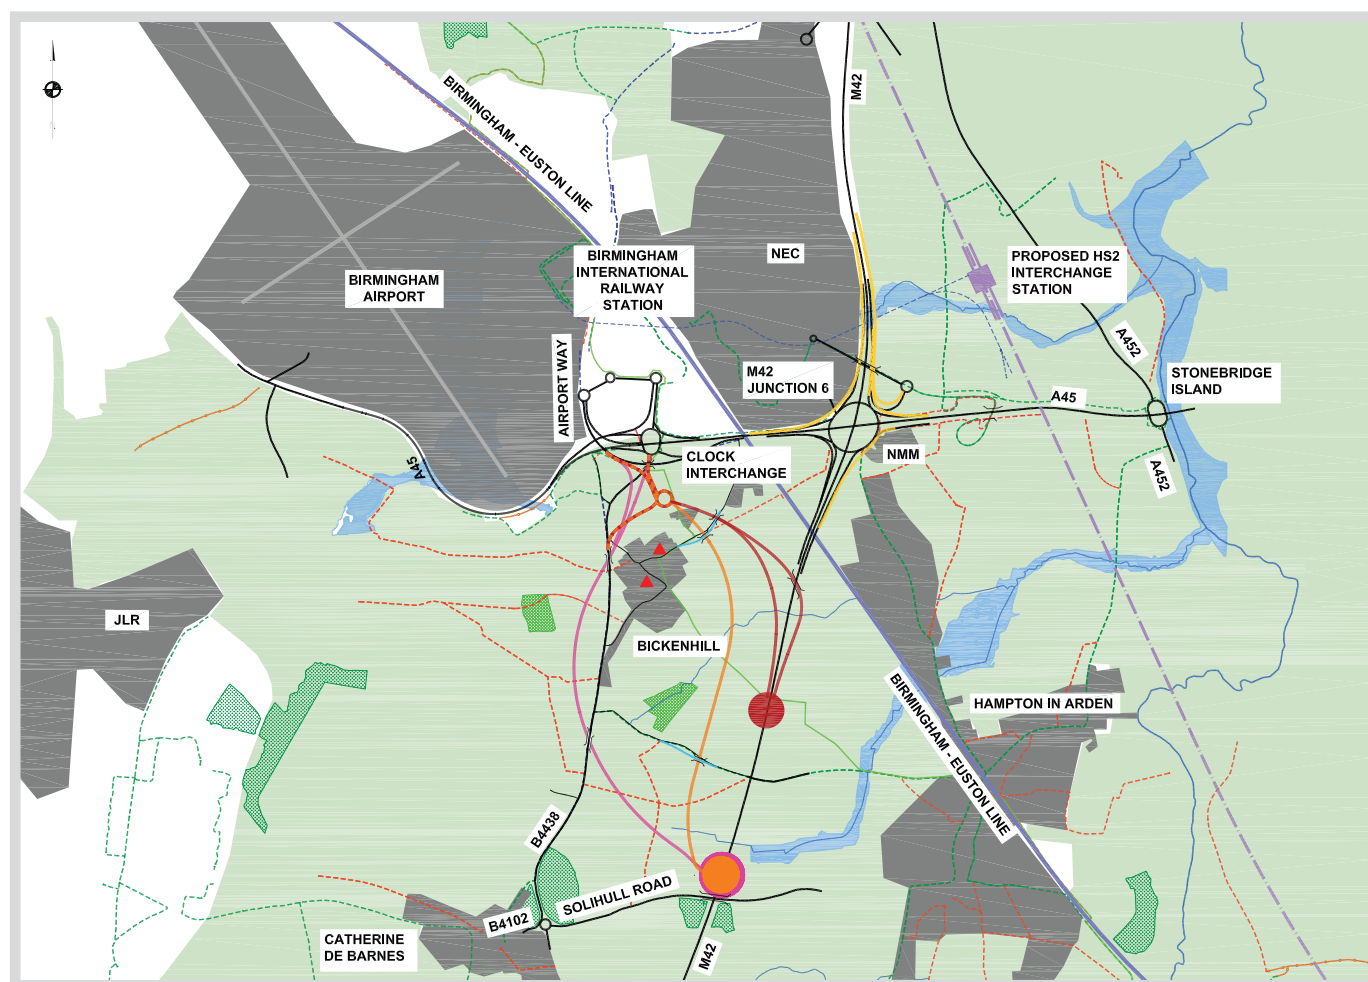 M42
BIRMINGHAM - EUSTON LINE
BIRMINGHAM
INTERNATIONAL
RAILWAY
STATION
NEC
PROPOSED HS2
INTERCHANGE
STATION
BIRMINGHAM
AIRPORT
AIRPORT WAY
M42
JUNCTION 6
A452
STONEBRIDGE
ISLAND
A45
A45
CLOCK
INTERCHANGE
NMM
A452
JLR
BICKENHILL
HAMPTON IN ARDEN
BIRMINGHAM - EUSTON LINE
B4438
SOLIHULL ROAD
B4102
CATHERINE
DE BARNES
M42